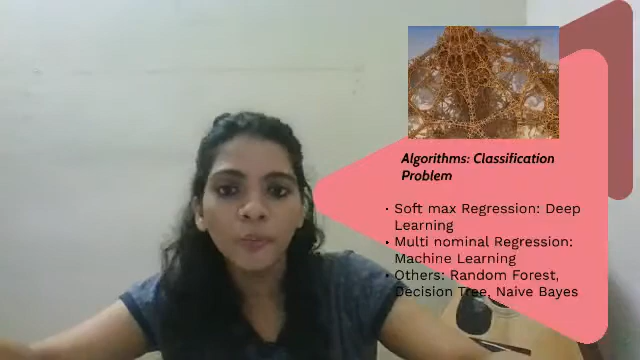 Algorithms: Classification
Problem
• Soft max Regression: Deep
Learning
• Multi nominal Regression:
Machine Learning
• Others: Random Forest,
Decision Tree, Naive Bayes